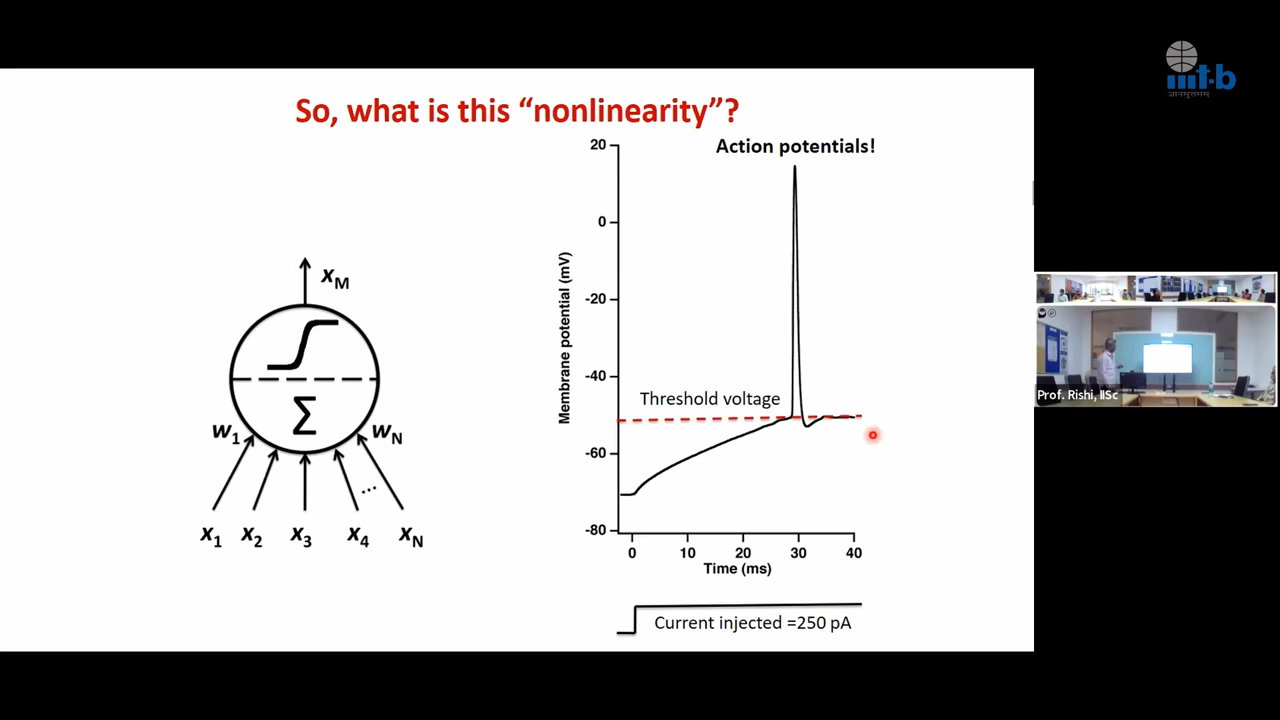 iiit-b
ज्ञानमुत्तमम्
So, what is this “nonlinearity”?
Action potentials!
20
0
-20
-40
-60
-80
Membrane potential (mV)
Threshold voltage
0 10 20 30 40
Time (ms)
Current injected =250 pA
xM
Σ
w1 wN
...
x1 x2 x3 x4 xN
Prof. Rishi, IISc